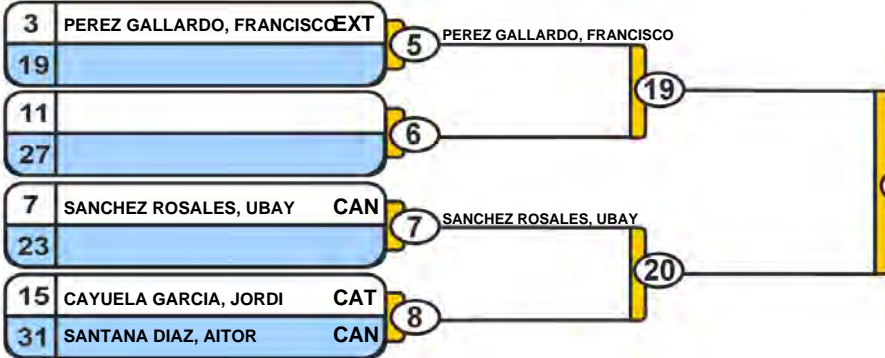 3 PEREZ GALLARDO, FRANCISCO EXT
19
5 PEREZ GALLARDO, FRANCISCO
19
11
27
6
7 SANCHEZ ROSALES, UBAY CAN
23
7 SANCHEZ ROSALES, UBAY
20
15 CAYUELA GARCIA, JORDI CAT
31 SANTANA DIAZ, AITOR CAN
8